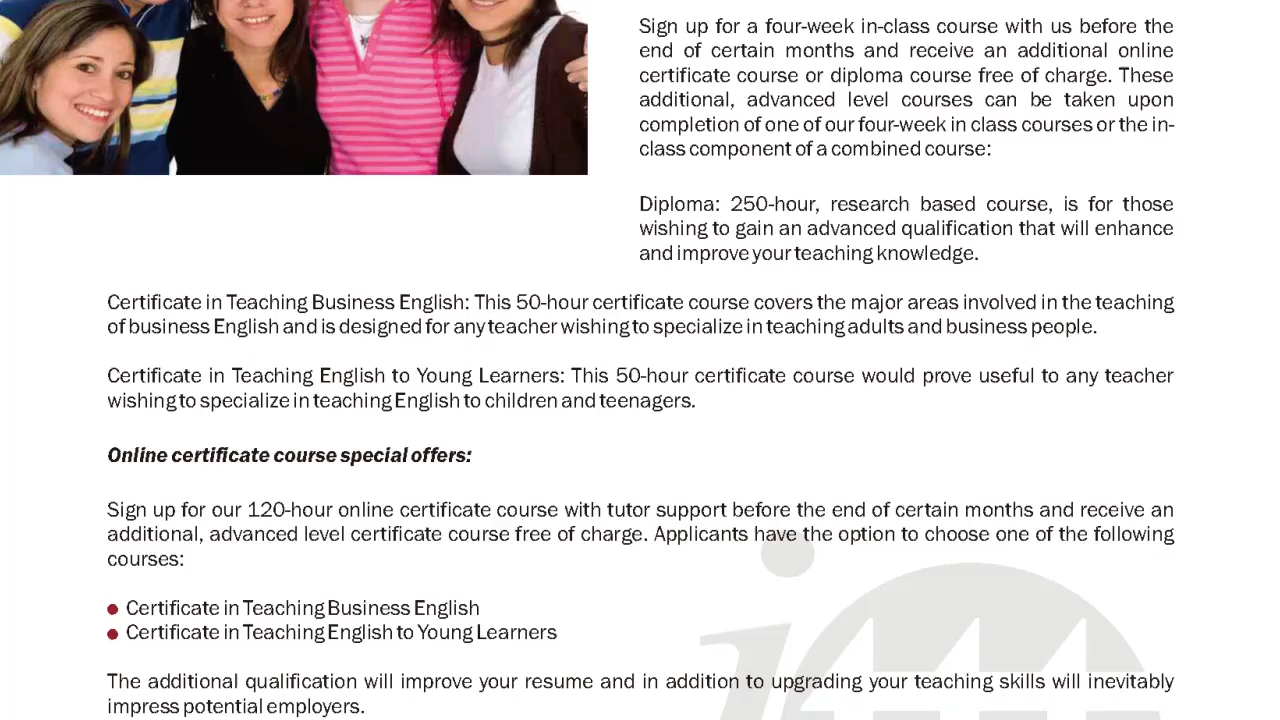 Sign up for a four-week in-class course with us before the
end of certain months and receive an additional online
certificate course or diploma course free of charge. These
additional, advanced level courses can be taken upon
completion of one of our four-week in class courses or the in-
class component of a combined course:
Diploma: 250-hour, research based course, is for those
wishing to gain an advanced qualification that will enhance
and improve your teaching knowledge.
Certificate in Teaching Business English: This 50-hour certificate course covers the major areas involved in the teaching
of business English and is designed for any teacher wishing to specialize in teaching adults and business people.
Certificate in Teaching English to Young Learners: This 50-hour certificate course would prove useful to any teacher
wishing to specialize in teaching English to children and teenagers.
Online certificate course special offers:
Sign up for our 120-hour online certificate course with tutor support before the end of certain months and receive an
additional, advanced level certificate course free of charge. Applicants have the option to choose one of the following
courses:
• Certificate in Teaching Business English
• Certificate in Teaching English to Young Learners
The additional qualification will improve your resume and in addition to upgrading your teaching skills will inevitably
impress potential employers.